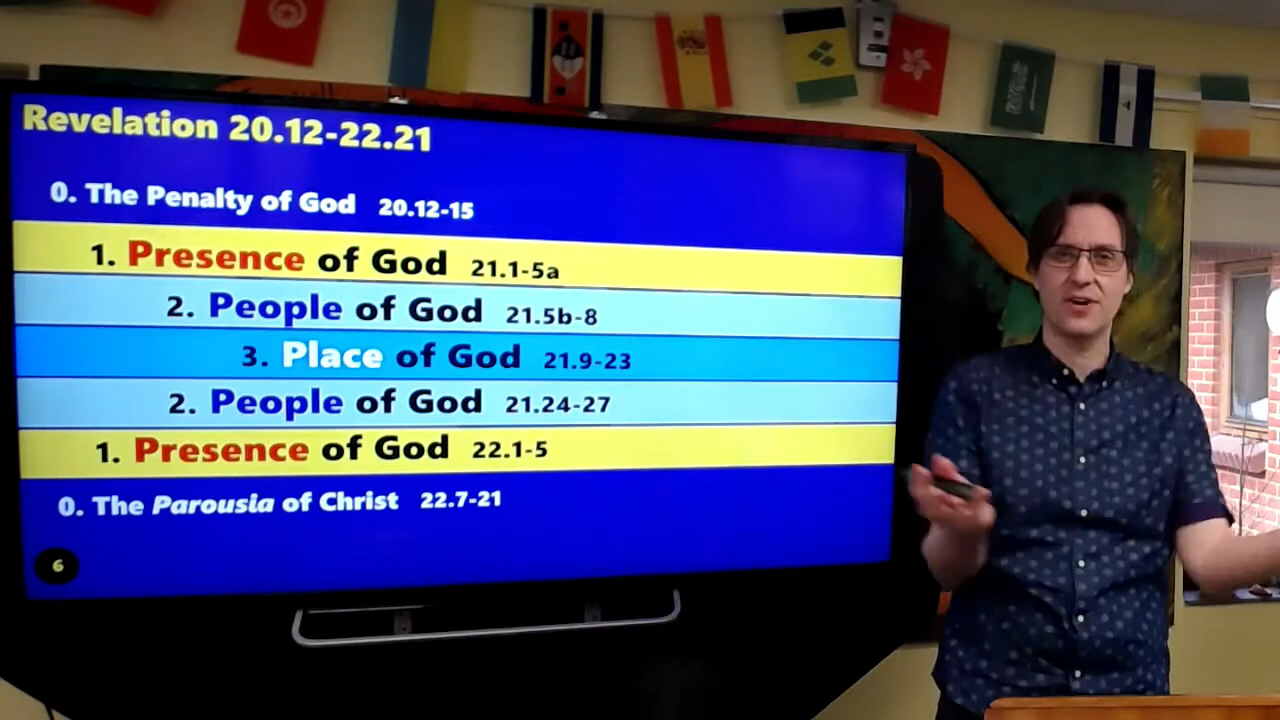 Revelation 20.12-22.21
0. The Penalty of God 20.12-15
1. Presence of God 21.1-5a
2. People of God 21.5b-8
3. Place of God 21.9-23
2. People of God 21.24-27
1. Presence of God 22.1-5
0. The Parousia of Christ 22.7-21
6